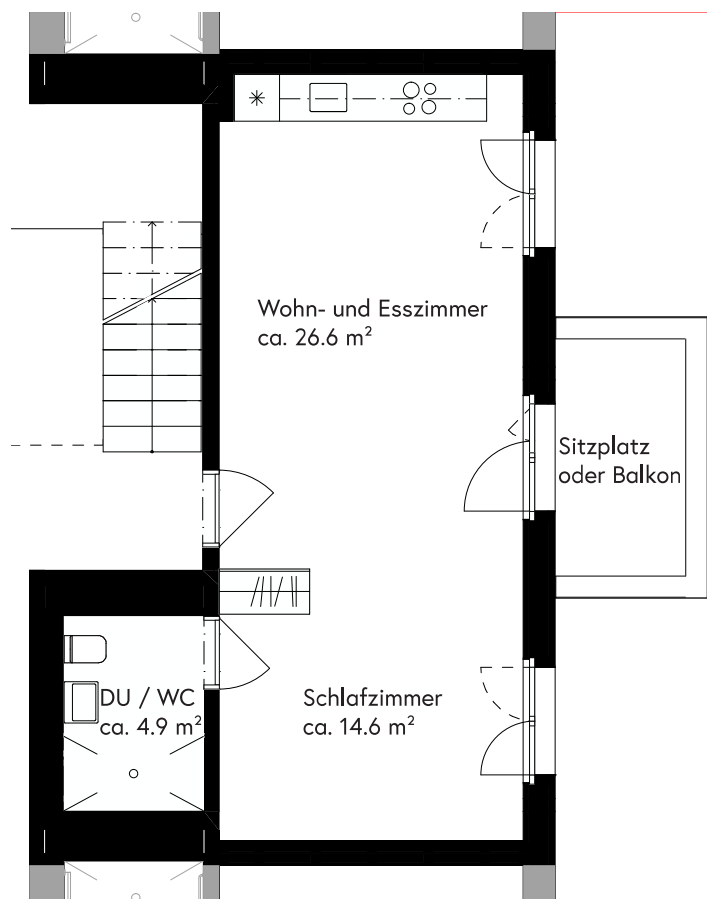 Wohn- und Esszimmer
ca. 26.6 m²
Sitzplatz
oder Balkon
DU / WC
ca. 4.9 m²
Schlafzimmer
ca. 14.6 m²